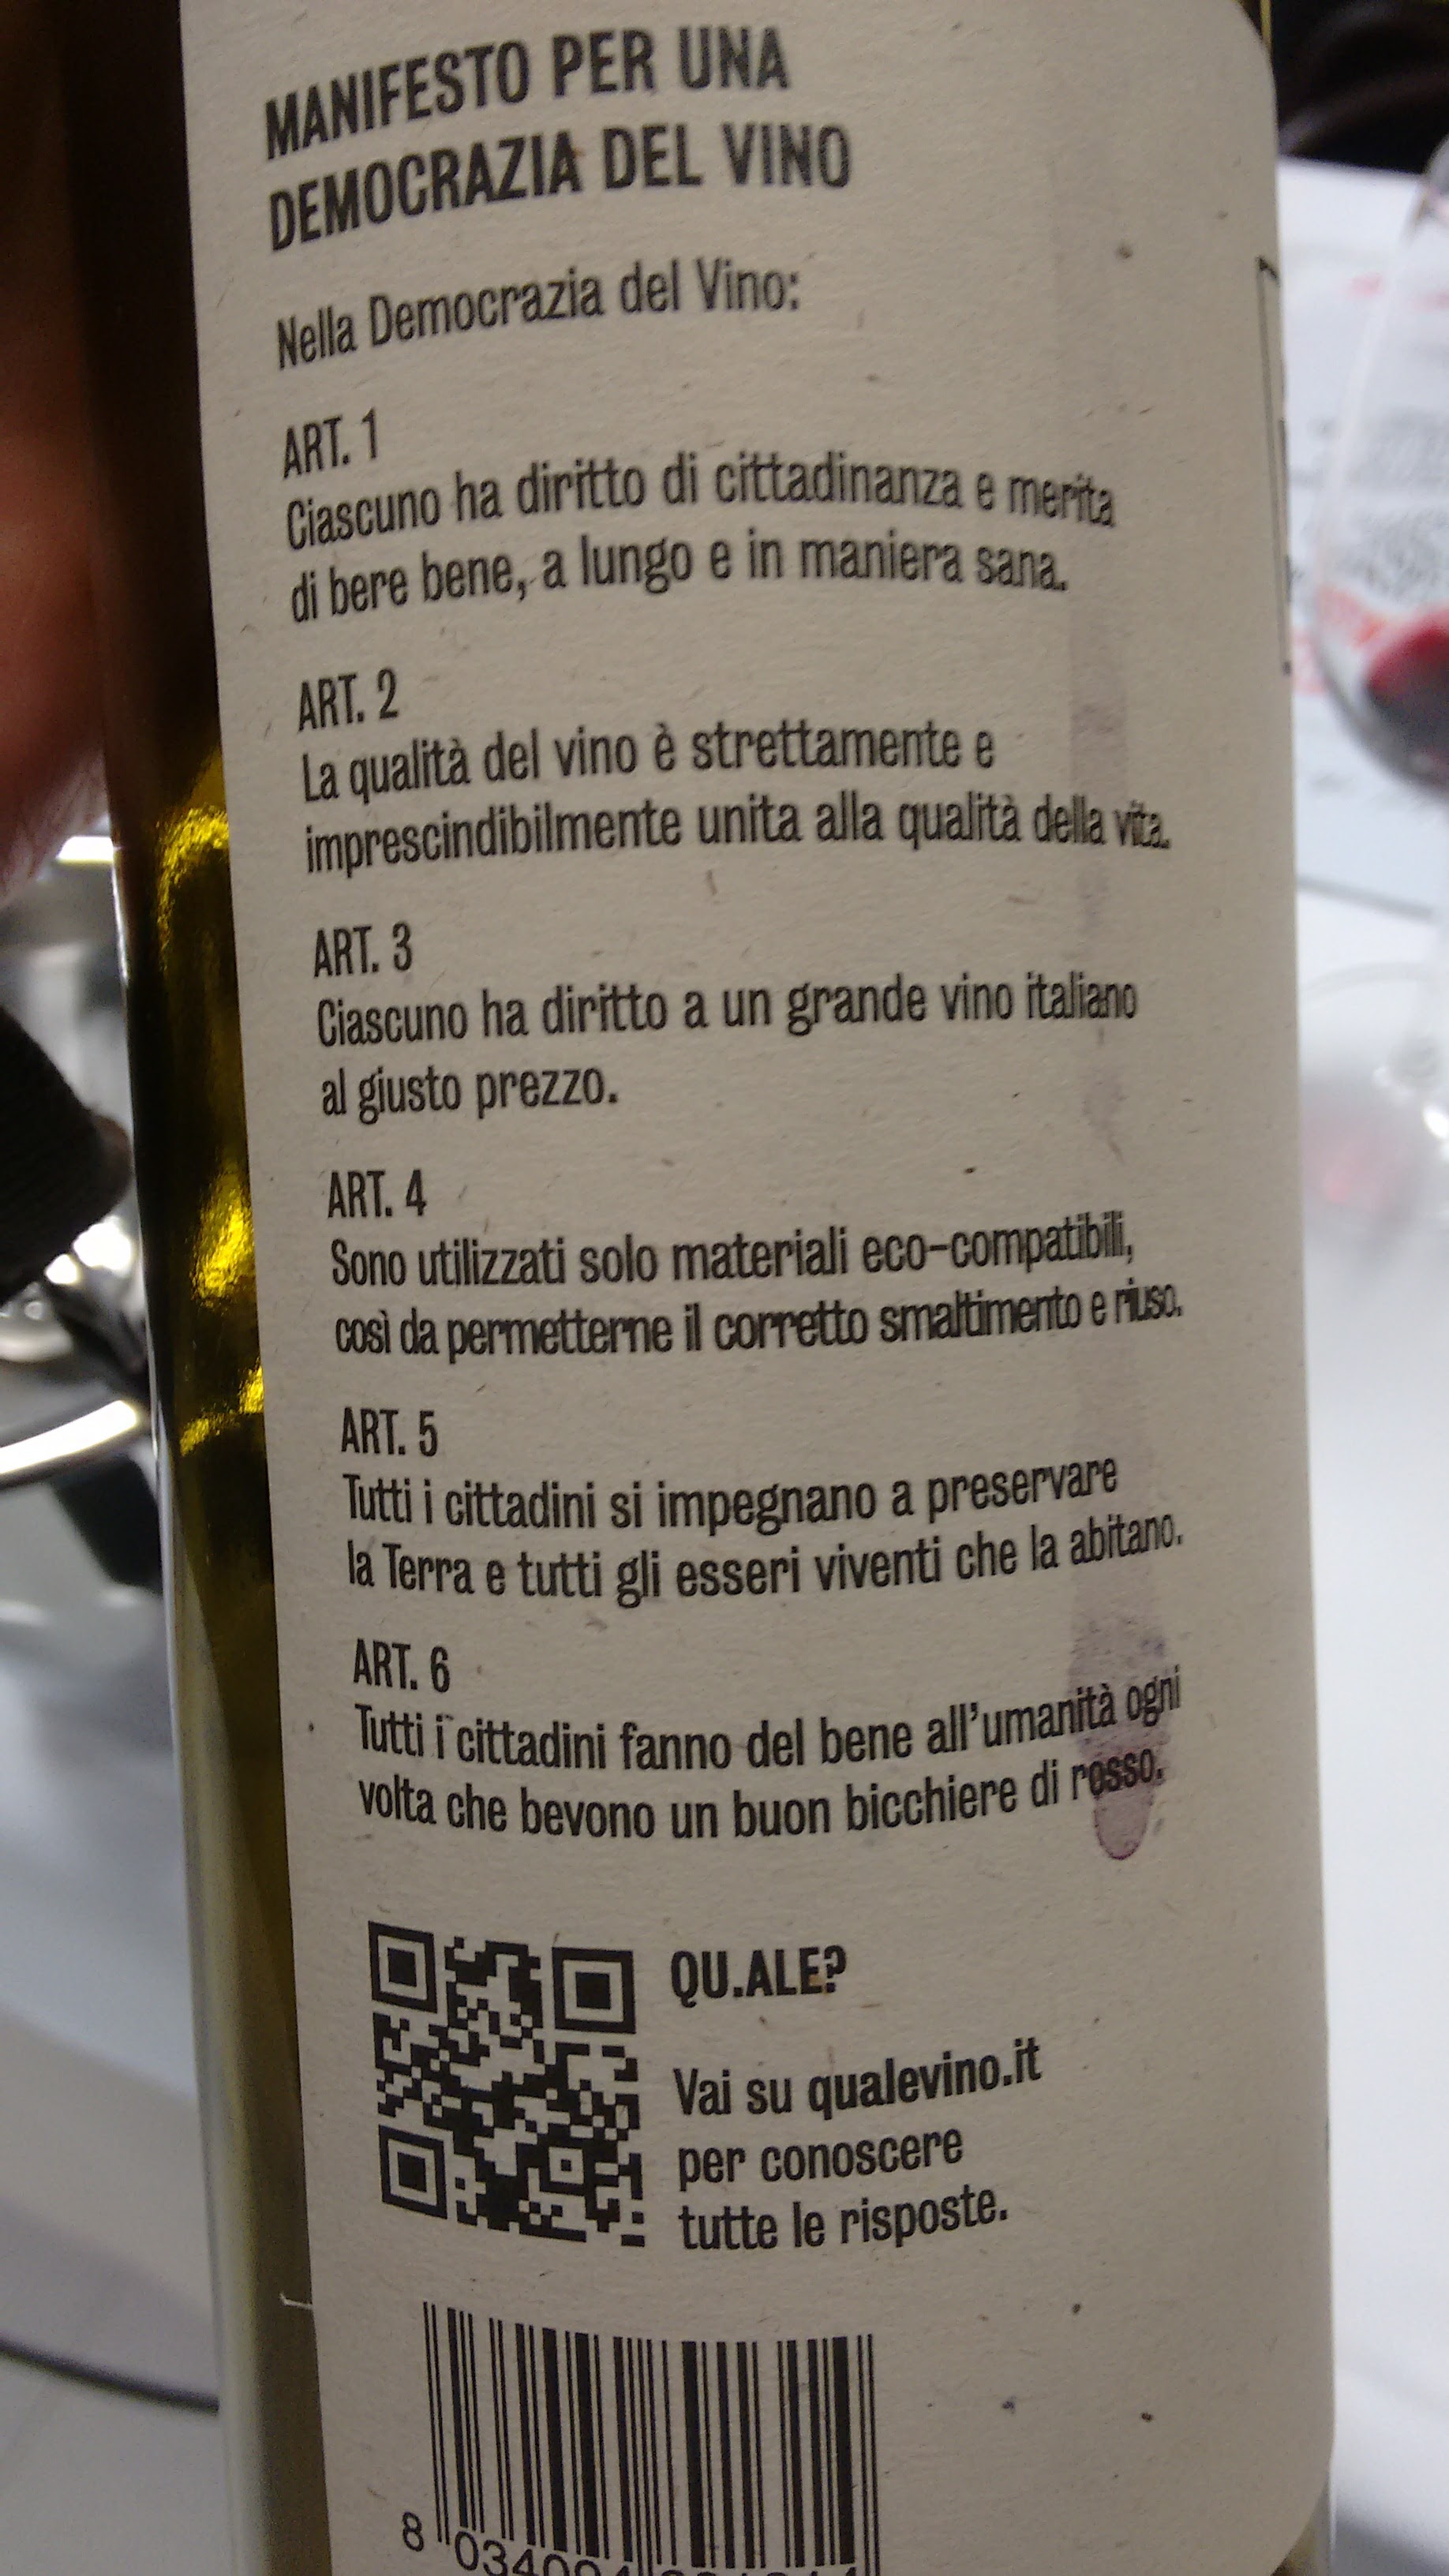 MANIFESTO PER UNA
DEMOCRAZIA DEL VINO
Nella Democrazia del Vino:
ART. 1
Ciascuno ha diritto di cittadinanza e merita
di bere bene, a lungo e in maniera sana.
ART. 2
La qualità del vino è strettamente e
imprescindibilmente unita alla qualità della vita.
ART. 3
Ciascuno ha diritto a un grande vino italiano
al giusto prezzo.
ART. 4
Sono utilizzati solo materiali eco-compatibili,
così da permetterne il corretto smaltimento e riuso.
ART. 5
Tutti i cittadini si impegnano a preservare
la Terra e tutti gli esseri viventi che la abitano.
ART. 6
Tutti i cittadini fanno del bene all'umanità ogni
volta che bevono un buon bicchiere di rosso.
QU.ALE?
Vai su qualevino.it
per conoscere
tutte le risposte.
8